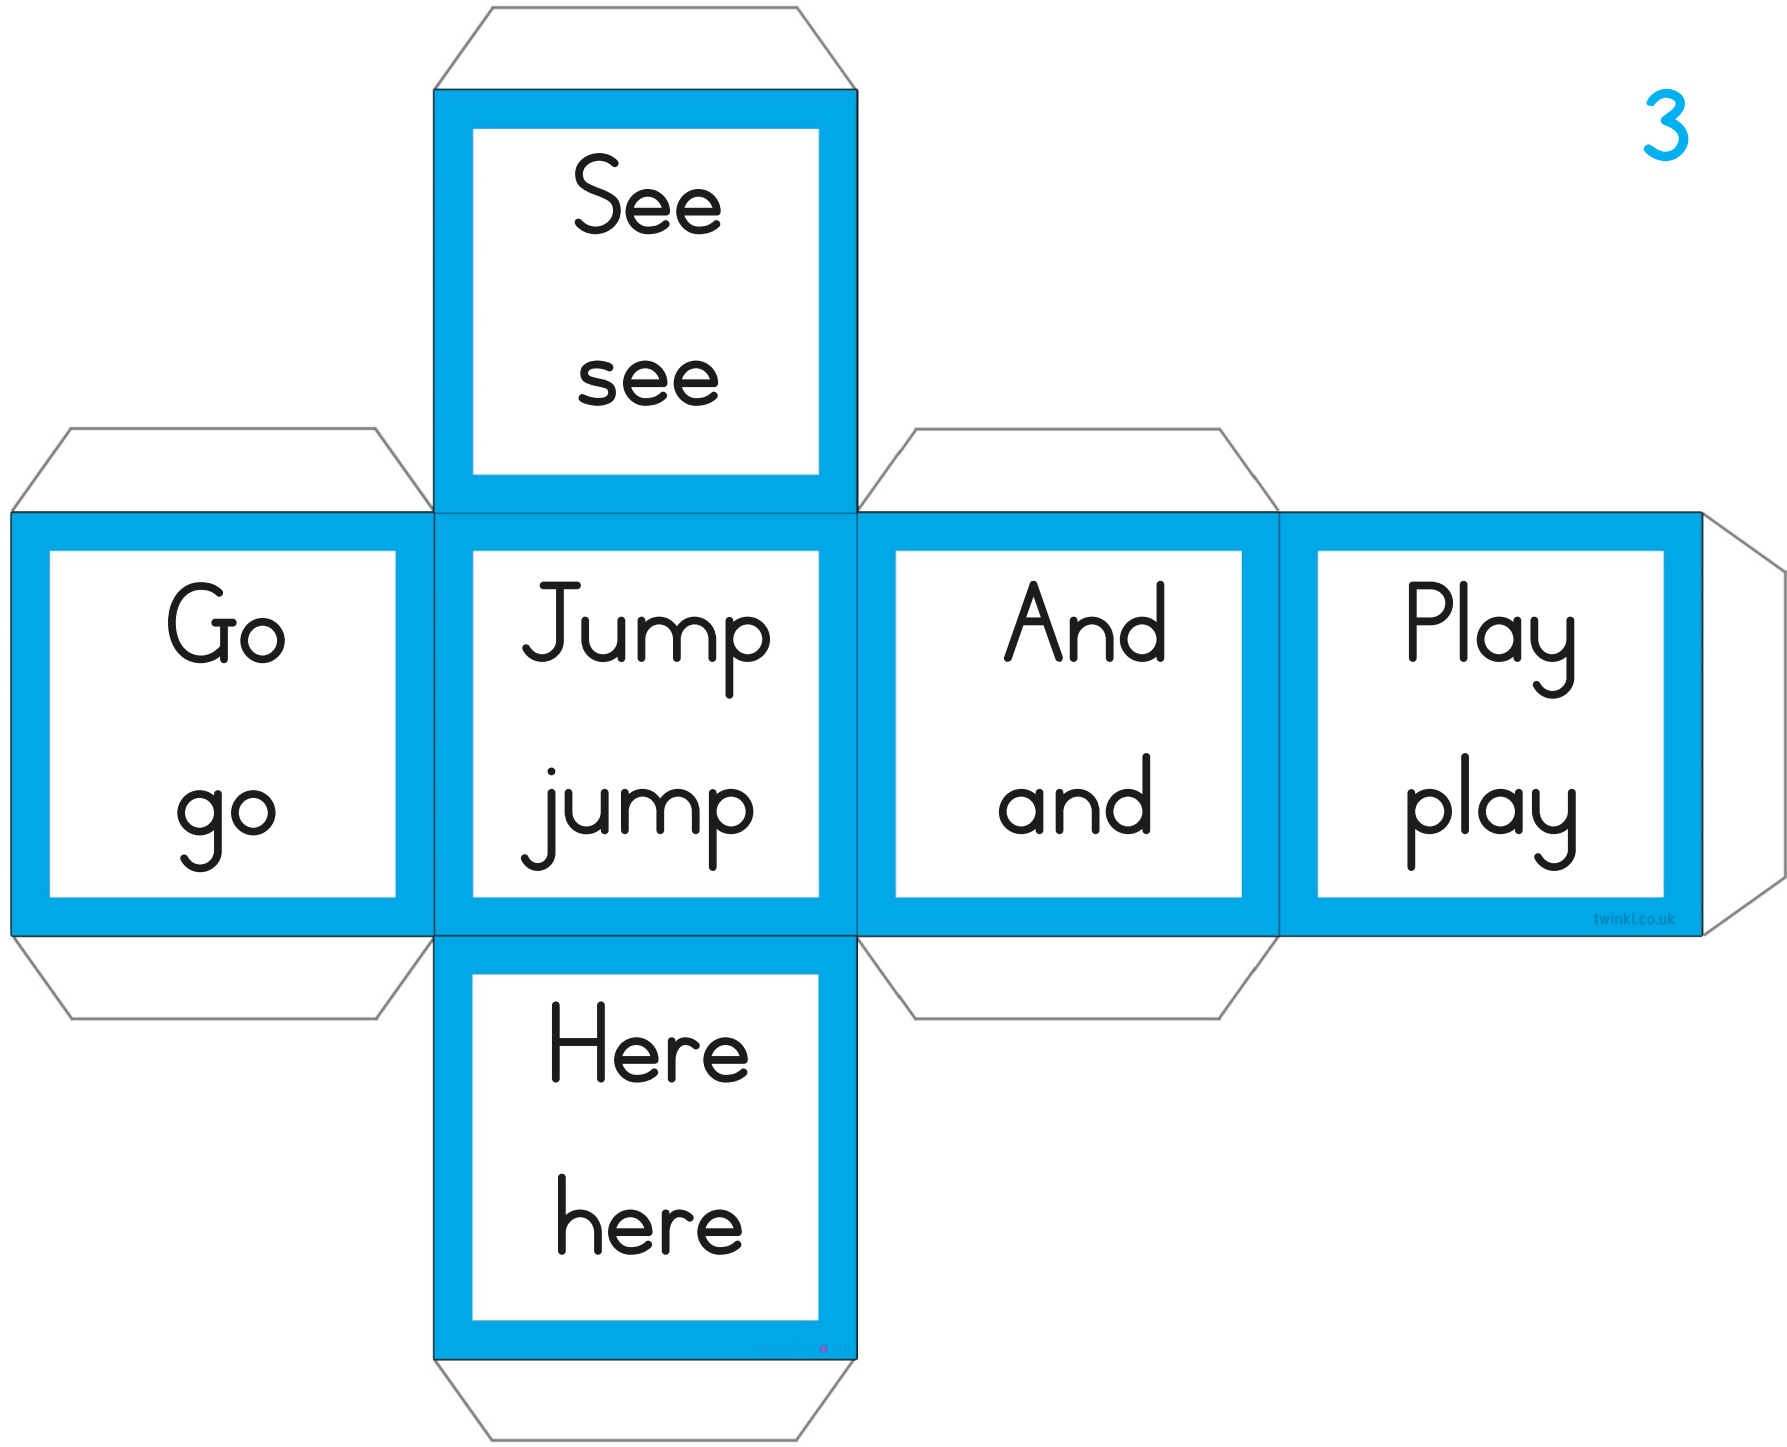 3
See
see
Go
go
Jump
jump
And
and
Play
play
twinkl.co.uk
Here
here